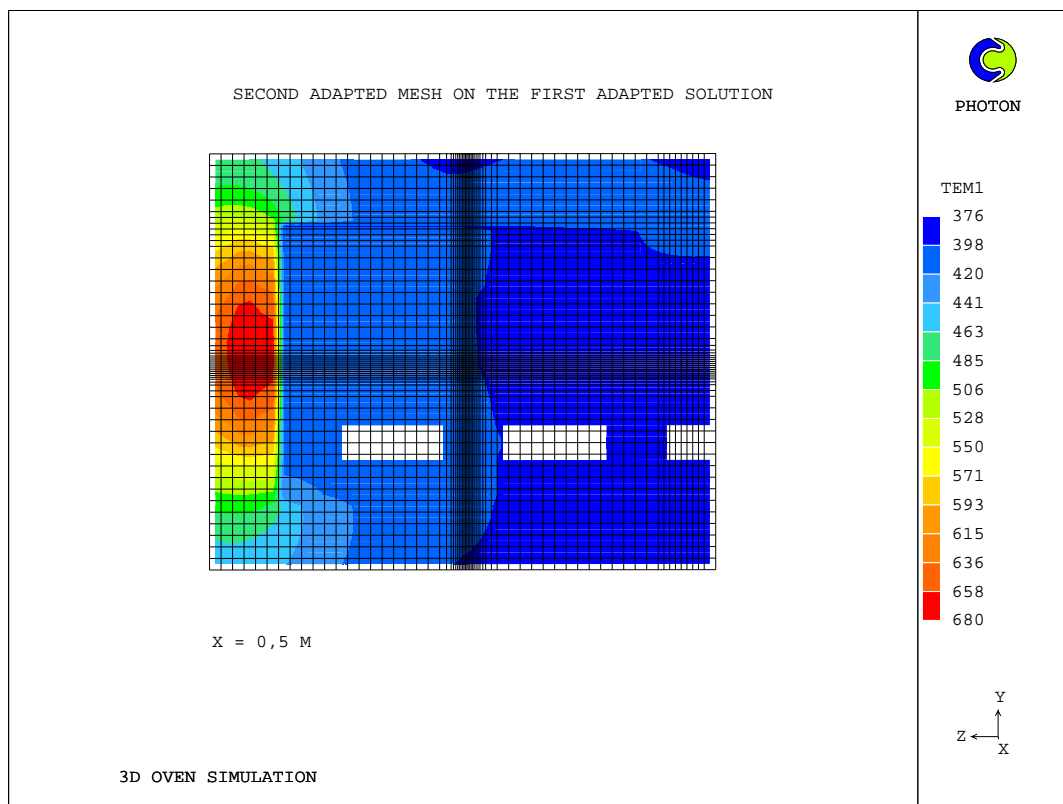 SECOND ADAPTED MESH ON THE FIRST ADAPTED SOLUTION
PHOTON
TEM1
376
398
420
441
463
485
506
528
550
571
593
615
636
658
680
X = 0,5 M
Y
Z
X
3D OVEN SIMULATION